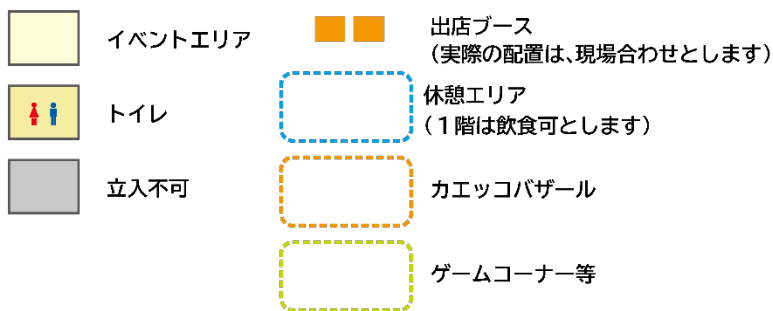 イベントエリア
トイレ
立入不可
出店ブース
（実際の配置は、現場合わせとします）
休憩エリア
（１階は飲食可とします）
カエッコバザール
ゲームコーナー等